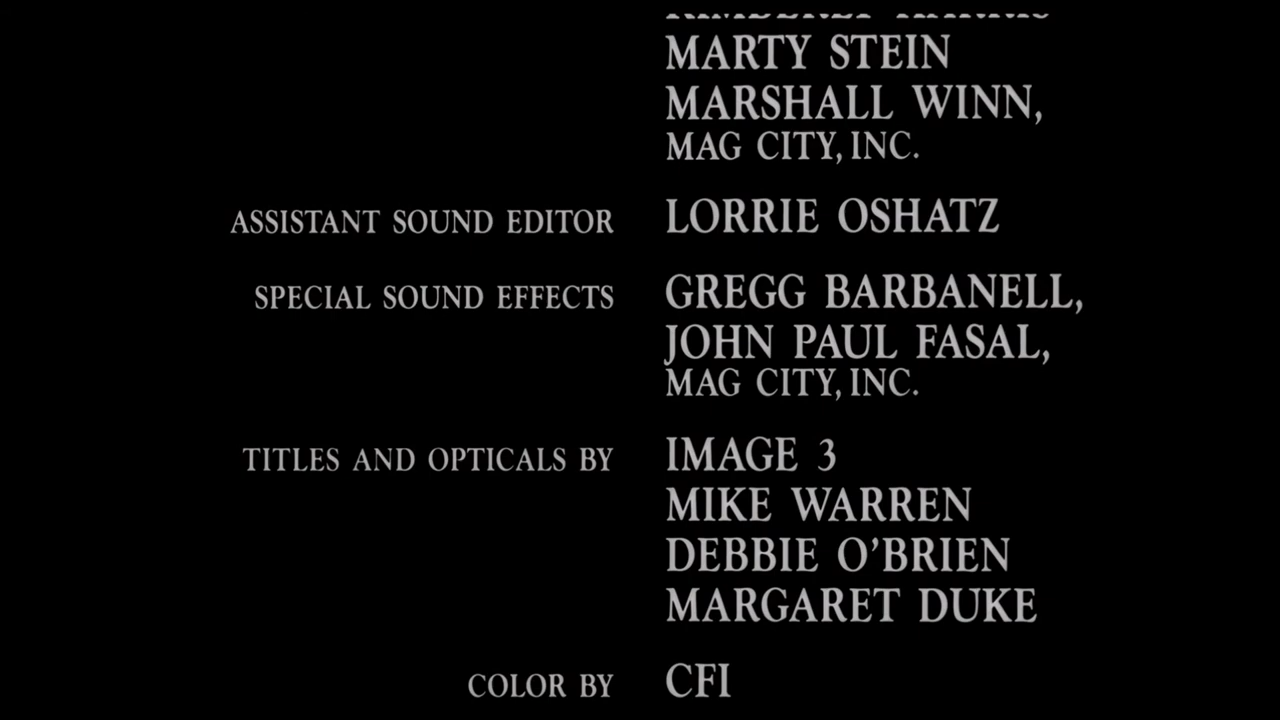 MARTY STEIN
MARSHALL WINN,
MAG CITY, INC.
ASSISTANT SOUND EDITOR LORRIE OSHATZ
SPECIAL SOUND EFFECTS GREGG BARBANELL,
JOHN PAUL FASAL,
MAG CITY, INC.
TITLES AND OPTICALS BY IMAGE 3
MIKE WARREN
DEBBIE O'BRIEN
MARGARET DUKE
COLOR BY CFI